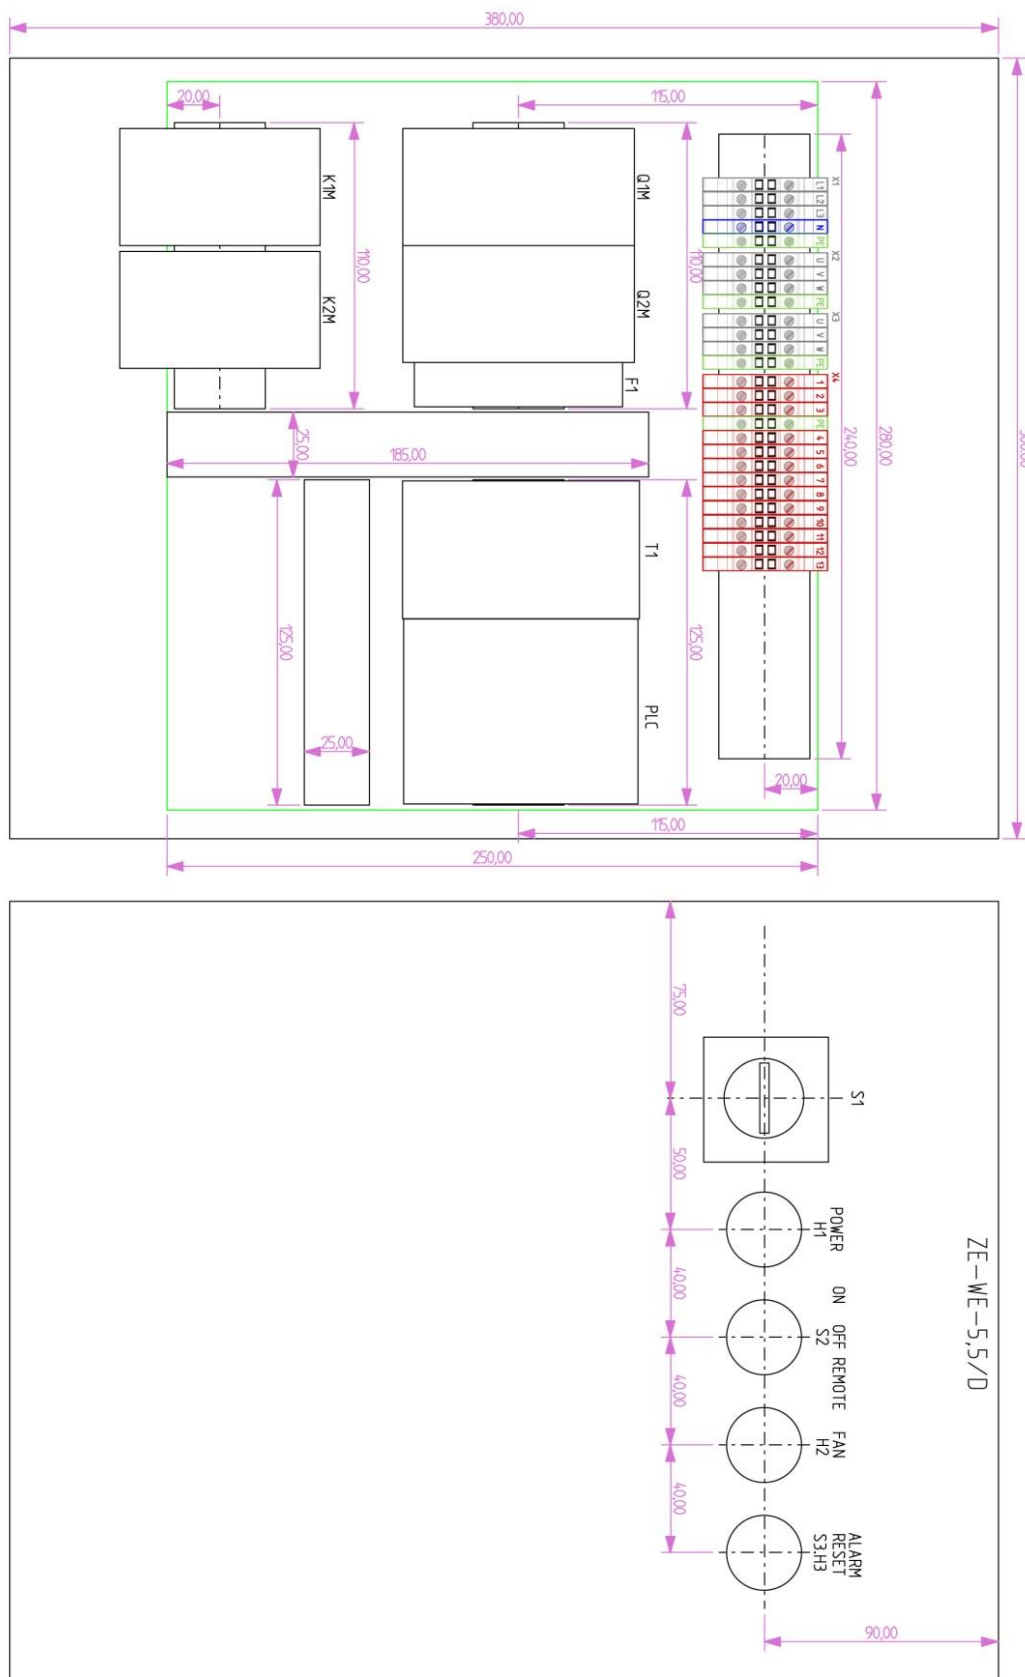 380,00
300,00
20,00
115,00
K1M
K2M
110,00
Q1M
Q2M
F1
110,00
X1
L1
L2
L3
N
PE
X2
U
V
W
PE
X3
U
V
W
PE
X4
1
2
3
PE
4
5
6
7
8
9
10
11
12
13
240,00
280,00
25,00
185,00
T1
PLC
125,00
125,00
25,00
20,00
115,00
250,00
75,00
50,00
40,00
40,00
40,00
S1
POWER
H1
ON OFF REMOTE
S2
FAN
H2
ALARM
RESET
S3.H3
90,00
ZE-WE-5,5/D